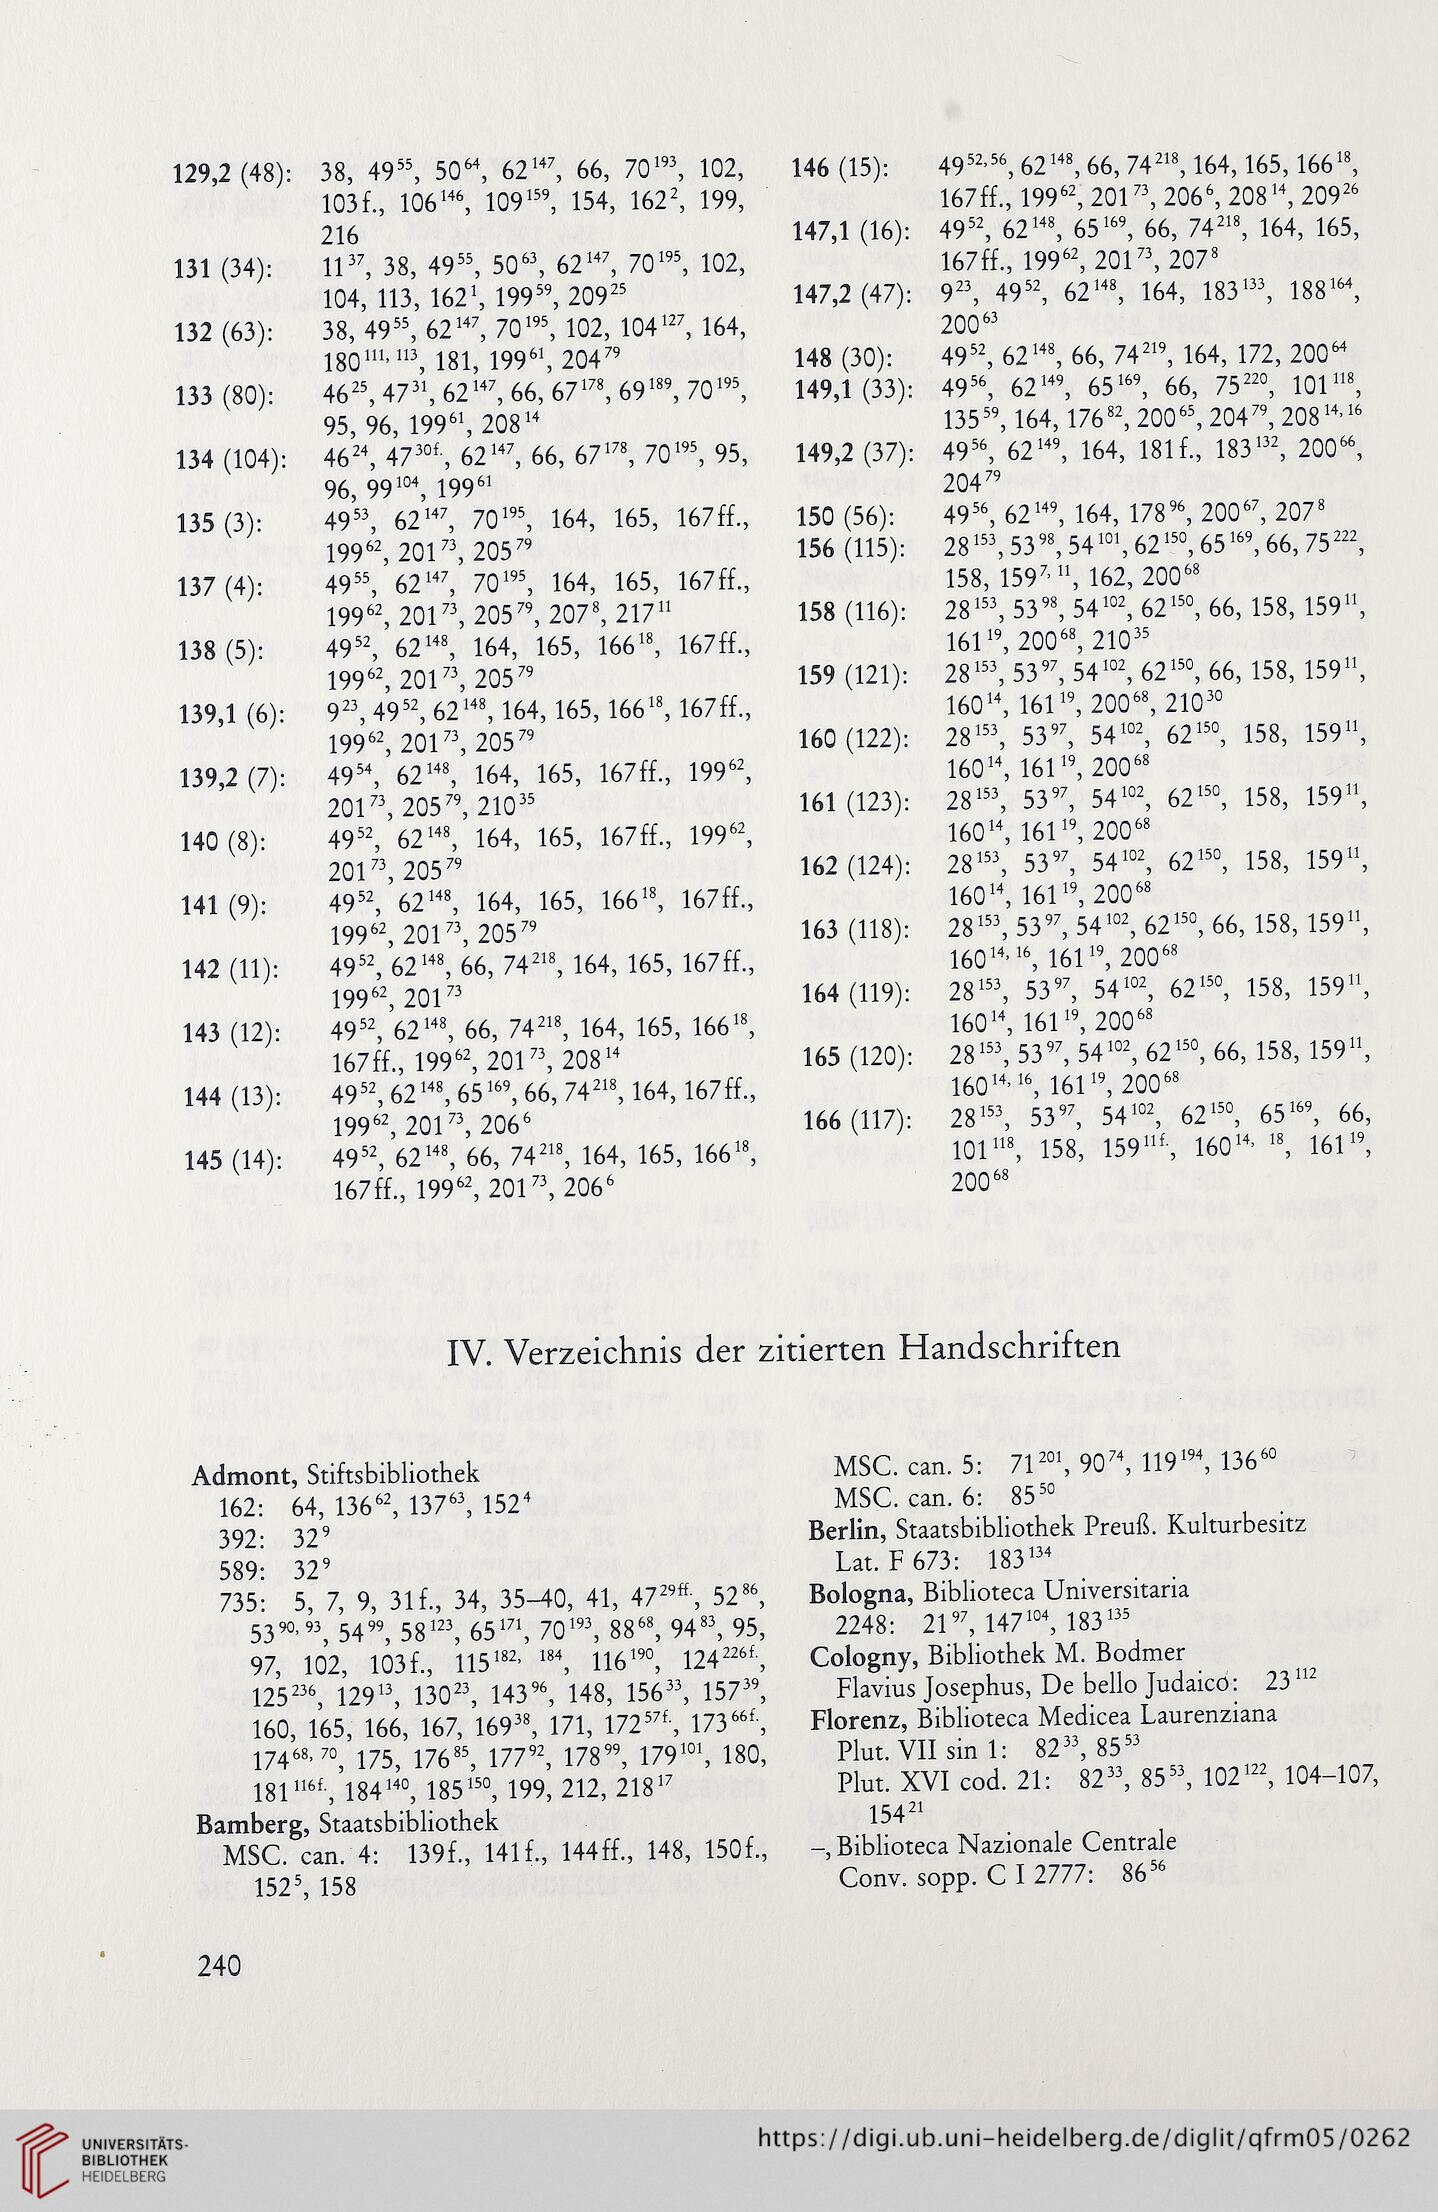 129,2 (48): 38, 49⁵⁵, 50⁶⁴, 62¹⁴⁷, 66, 70¹⁹³, 102,
103f., 106¹⁴⁶, 109¹⁵⁹, 154, 162², 199,
216
131 (34): 11³⁷, 38, 49⁵⁵, 50⁶³, 62¹⁴⁷, 70¹⁹⁵, 102,
104, 113, 162¹, 199⁵⁹, 209²⁵
132 (63): 38, 49⁵⁵, 62¹⁴⁷, 70¹⁹⁵, 102, 104¹²⁷, 164,
180¹¹¹, ¹¹³, 181, 199⁶¹, 204⁷⁹
133 (80): 46²⁵, 47³¹, 62¹⁴⁷, 66, 67¹⁷⁸, 69¹⁸⁹, 70¹⁹⁵,
95, 96, 199⁶¹, 208¹⁴
134 (104): 46²⁴, 47³⁰ᶠ·, 62¹⁴⁷, 66, 67¹⁷⁸, 70¹⁹⁵, 95,
96, 99¹⁰⁴, 199⁶¹
135 (3): 49⁵³, 62¹⁴⁷, 70¹⁹⁵, 164, 165, 167ff.,
199⁶², 201⁷³, 205⁷⁹
137 (4): 49⁵⁵, 62¹⁴⁷, 70¹⁹⁵, 164, 165, 167ff.,
199⁶², 201⁷³, 205⁷⁹, 207⁸, 217¹¹
138 (5): 49⁵², 62¹⁴⁸, 164, 165, 166¹⁸, 167ff.,
199⁶², 201⁷³, 205⁷⁹
139,1 (6): 9²³, 49⁵², 62¹⁴⁸, 164, 165, 166¹⁸, 167ff.,
199⁶², 201⁷³, 205⁷⁹
139,2 (7): 49⁵⁴, 62¹⁴⁸, 164, 165, 167ff., 199⁶²,
201⁷³, 205⁷⁹, 210³⁵
140 (8): 49⁵², 62¹⁴⁸, 164, 165, 167ff., 199⁶²,
201⁷³, 205⁷⁹
141 (9): 49⁵², 62¹⁴⁸, 164, 165, 166¹⁸, 167ff.,
199⁶², 201⁷³, 205⁷⁹
142 (11): 49⁵², 62¹⁴⁸, 66, 74²¹⁸, 164, 165, 167ff.,
199⁶², 201⁷³
143 (12): 49⁵², 62¹⁴⁸, 66, 74²¹⁸, 164, 165, 166¹⁸,
167ff., 199⁶², 201⁷³, 208¹⁴
144 (13): 49⁵², 62¹⁴⁸, 65¹⁶⁹, 66, 74²¹⁸, 164, 167ff.,
199⁶², 201⁷³, 206⁶
145 (14): 49⁵², 62¹⁴⁸, 66, 74²¹⁸, 164, 165, 166¹⁸,
167ff., 199⁶², 201⁷³, 206⁶
146 (15): 49⁵²,⁵⁶, 62¹⁴⁸, 66, 74²¹⁸, 164, 165, 166¹⁸,
167ff., 199⁶², 201⁷³, 206⁶, 208¹⁴, 209²⁶
147,1 (16): 49⁵², 62¹⁴⁸, 65¹⁶⁹, 66, 74²¹⁸, 164, 165,
167ff., 199⁶², 201⁷³, 207⁸
147,2 (47): 9²³, 49⁵², 62¹⁴⁸, 164, 183¹³³, 188¹⁶⁴,
200⁶³
148 (30): 49⁵², 62¹⁴⁸, 66, 74²¹⁹, 164, 172, 200⁶⁴
149,1 (33): 49⁵⁶, 62¹⁴⁹, 65¹⁶⁹, 66, 75²²⁰, 101¹¹⁸,
135⁵⁹, 164, 176⁸², 200⁶⁵, 204⁷⁹, 208¹⁴,¹⁶
149,2 (37): 49⁵⁶, 62¹⁴⁹, 164, 181f., 183¹³², 200⁶⁶,
204⁷⁹
150 (56): 49⁵⁶, 62¹⁴⁹, 164, 178⁹⁶, 200⁶⁷, 207⁸
156 (115): 28¹⁵³, 53⁹⁸, 54¹⁰¹, 62¹⁵⁰, 65¹⁶⁹, 66, 75²²²,
158, 159⁷, ¹¹, 162, 200⁶⁸
158 (116): 28¹⁵³, 53⁹⁸, 54¹⁰², 62¹⁵⁰, 66, 158, 159¹¹,
161¹⁹, 200⁶⁸, 210³⁵
159 (121): 28¹⁵³, 53⁹⁷, 54¹⁰², 62¹⁵⁰, 66, 158, 159¹¹,
160¹⁴, 161¹⁹, 200⁶⁸, 210³⁰
160 (122): 28¹⁵³, 53⁹⁷, 54¹⁰², 62¹⁵⁰, 158, 159¹¹,
160¹⁴, 161¹⁹, 200⁶⁸
161 (123): 28¹⁵³, 53⁹⁷, 54¹⁰², 62¹⁵⁰, 158, 159¹¹,
160¹⁴, 161¹⁹, 200⁶⁸
162 (124): 28¹⁵³, 53⁹⁷, 54¹⁰², 62¹⁵⁰, 158, 159¹¹,
160¹⁴, 161¹⁹, 200⁶⁸
163 (118): 28¹⁵³, 53⁹⁷, 54¹⁰², 62¹⁵⁰, 66, 158, 159¹¹,
160¹⁴, ¹⁶, 161¹⁹, 200⁶⁸
164 (119): 28¹⁵³, 53⁹⁷, 54¹⁰², 62¹⁵⁰, 158, 159¹¹,
160¹⁴, 161¹⁹, 200⁶⁸
165 (120): 28¹⁵³, 53⁹⁷, 54¹⁰², 62¹⁵⁰, 66, 158, 159¹¹,
160¹⁴, ¹⁶, 161¹⁹, 200⁶⁸
166 (117): 28¹⁵³, 53⁹⁷, 54¹⁰², 62¹⁵⁰, 65¹⁶⁹, 66,
101¹¹⁸, 158, 159¹¹ᶠ·, 160¹⁴, ¹⁸, 161¹⁹,
200⁶⁸
IV. Verzeichnis der zitierten Handschriften
Admont, Stiftsbibliothek
162: 64, 136⁶², 137⁶³, 152⁴
392: 32⁹
589: 32⁹
735: 5, 7, 9, 31f., 34, 35–40, 41, 47²⁹ᶠᶠ·, 52⁸⁶,
53⁹⁰, ⁹³, 54⁹⁹, 58¹²³, 65¹⁷¹, 70¹⁹³, 88⁶⁸, 94⁸³, 95,
97, 102, 103f., 115¹⁸², ¹⁸⁴, 116¹⁹⁰, 124²²⁶ᶠ·,
125²³⁶, 129¹³, 130²³, 143⁹⁶, 148, 156³³, 157³⁹,
160, 165, 166, 167, 169³⁸, 171, 172⁵⁷ᶠ·, 173⁶⁶ᶠ·,
174⁶⁸, ⁷⁰, 175, 176⁸⁵, 177⁹², 178⁹⁹, 179¹⁰¹, 180,
181¹¹⁶ᶠ·, 184¹⁴⁰, 185¹⁵⁰, 199, 212, 218¹⁷
Bamberg, Staatsbibliothek
MSC. can. 4: 139f., 141f., 144ff., 148, 150f.,
152⁵, 158
MSC. can. 5: 71²⁰¹, 90⁷⁴, 119¹⁹⁴, 136⁶⁰
MSC. can. 6: 85⁵⁰
Berlin, Staatsbibliothek Preuß. Kulturbesitz
Lat. F 673: 183¹³⁴
Bologna, Biblioteca Universitaria
2248: 21⁹⁷, 147¹⁰⁴, 183¹³⁵
Cologny, Bibliothek M. Bodmer
Flavius Josephus, De bello Judaico: 23¹¹²
Florenz, Biblioteca Medicea Laurenziana
Plut. VII sin 1: 82³³, 85⁵³
Plut. XVI cod. 21: 82³³, 85⁵³, 102¹²², 104–107,
154²¹
–, Biblioteca Nazionale Centrale
Conv. sopp. C I 2777: 86⁵⁶
240
UNIVERSITÄTS-
BIBLIOTHEK
HEIDELBERG
https://digi.ub.uni-heidelberg.de/diglit/qfrm05/0262